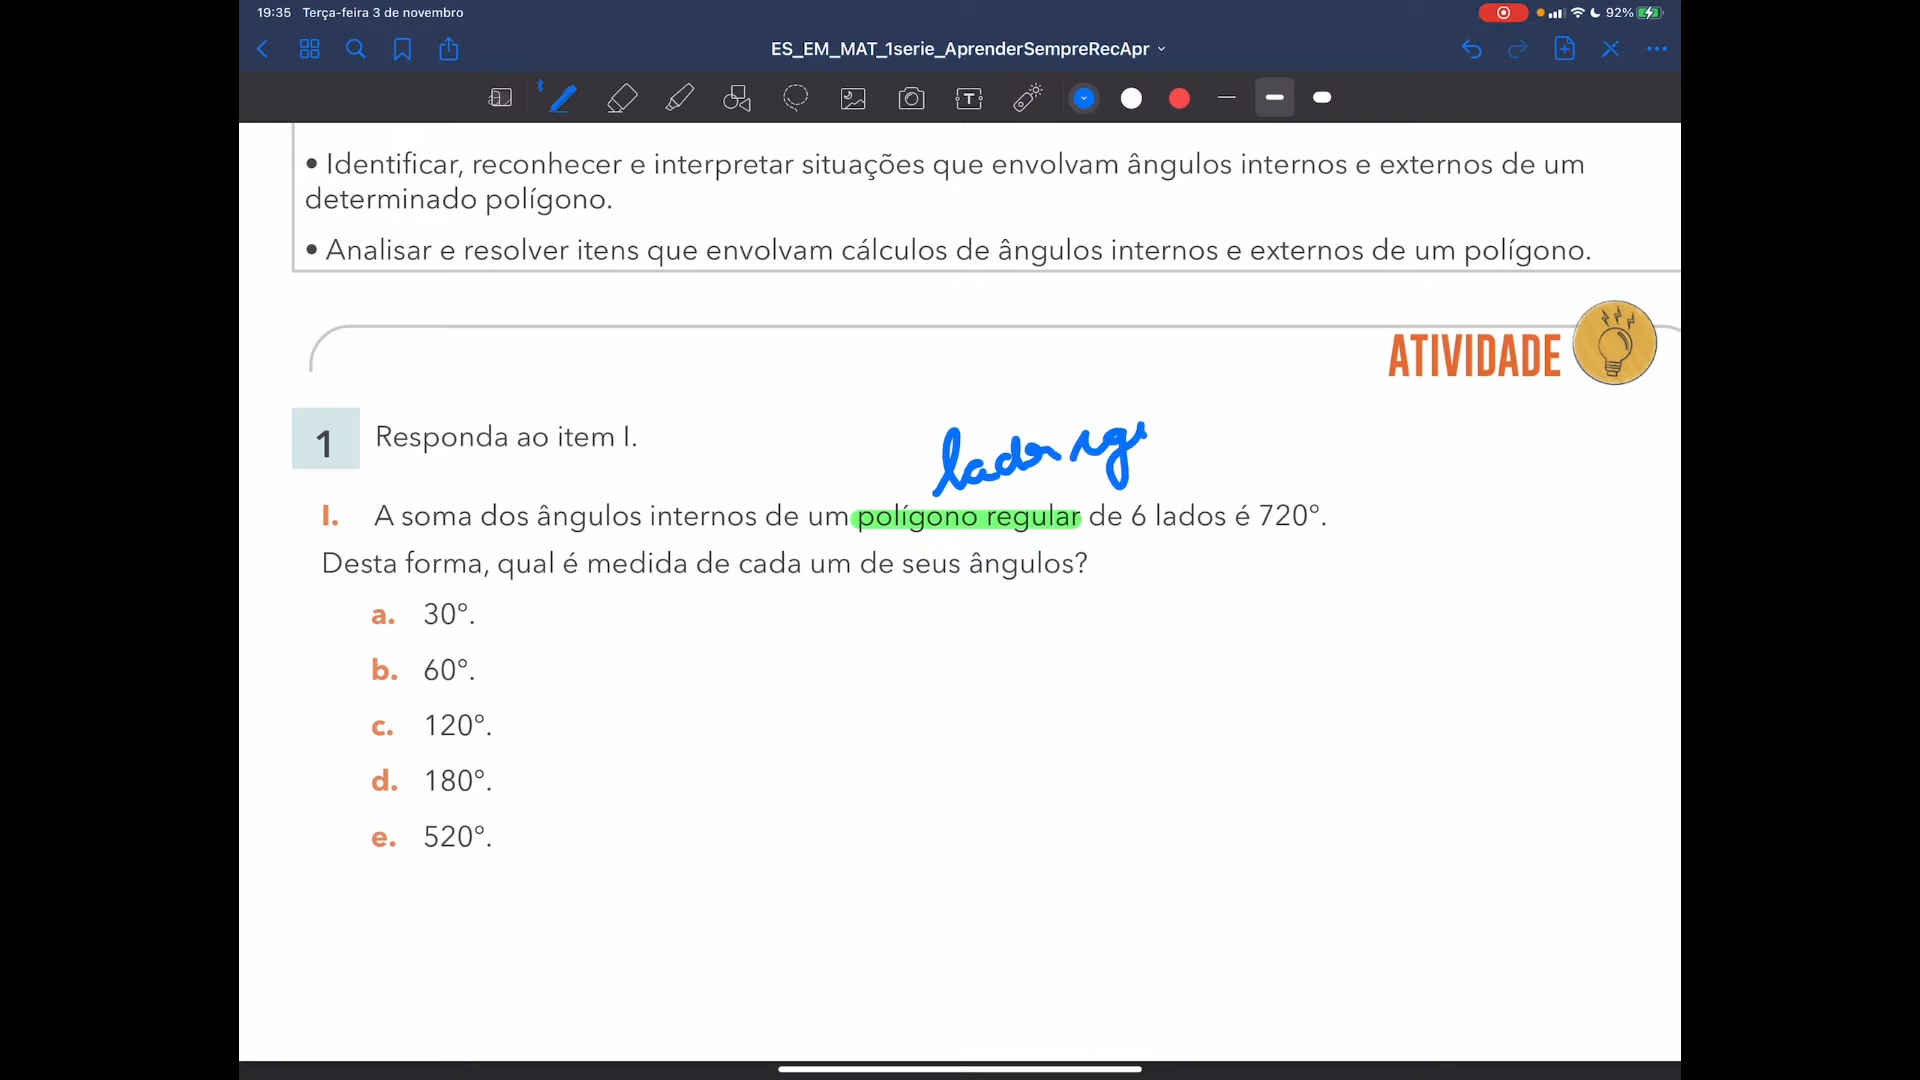 19:35 Terça-feira 3 de novembro
92%
ES_EM_MAT_1serie_AprenderSempreRecApr
• Identificar, reconhecer e interpretar situações que envolvam ângulos internos e externos de um
determinado polígono.
• Analisar e resolver itens que envolvam cálculos de ângulos internos e externos de um polígono.
ATIVIDADE
1 Responda ao item I.
lados
I. A soma dos ângulos internos de um polígono regular de 6 lados é 720°.
Desta forma, qual é medida de cada um de seus ângulos?
a. 30°.
b. 60°.
c. 120°.
d. 180°.
e. 520°.